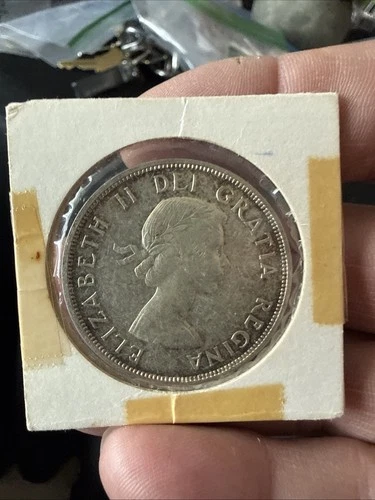 ELIZABETH II DEI GRATIA REGINA